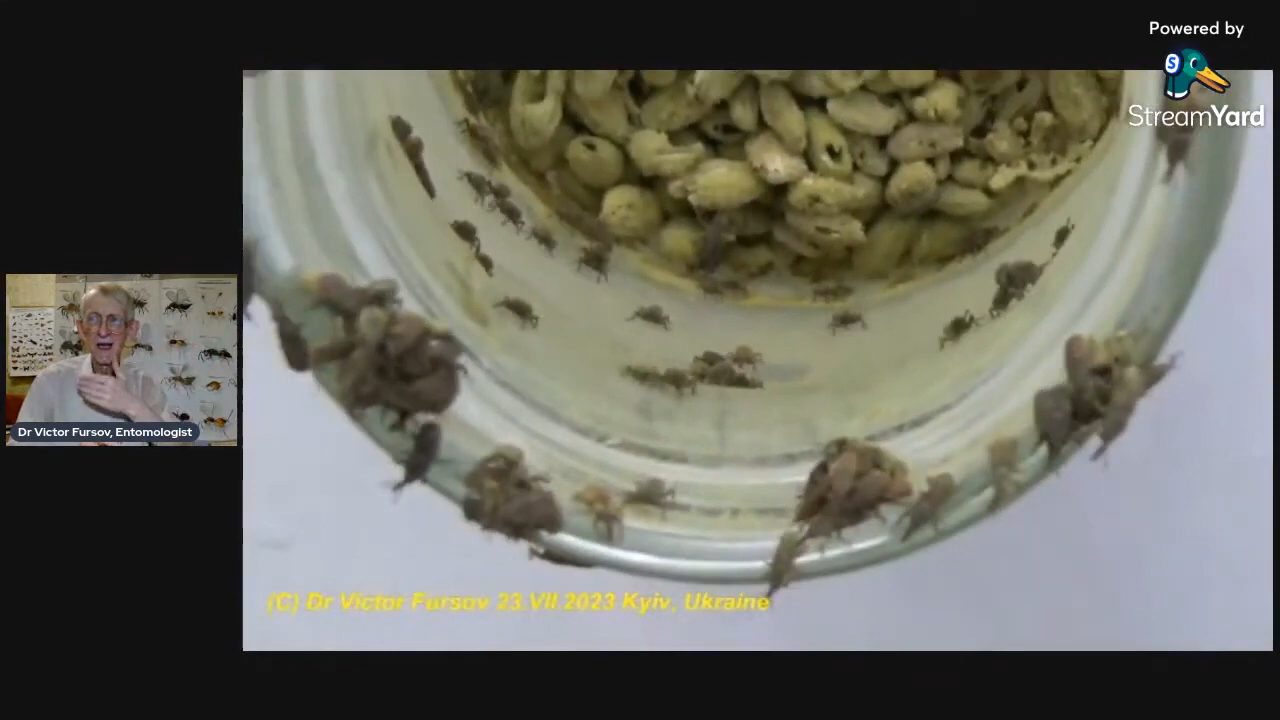 Powered by
StreamYard
Dr Victor Fursov, Entomologist
(C) Dr Victor Fursov 23.VII.2023 Kyiv, Ukraine